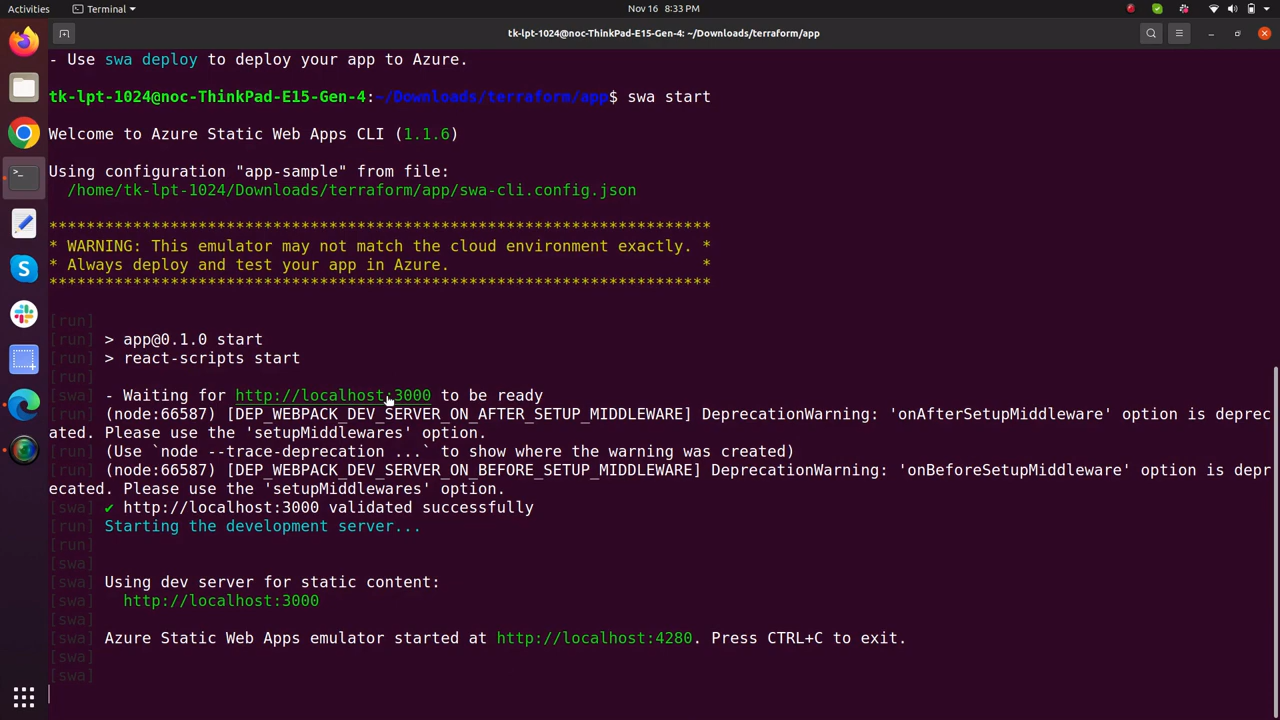 Activities
Terminal
Nov 16 8:33 PM
tk-lpt-1024@noc-ThinkPad-E15-Gen-4: ~/Downloads/terraform/app
- Use swa deploy to deploy your app to Azure.
tk-lpt-1024@noc-ThinkPad-E15-Gen-4:~/Downloads/terraform/app$ swa start
Welcome to Azure Static Web Apps CLI (1.1.6)
Using configuration "app-sample" from file:
/home/tk-lpt-1024/Downloads/terraform/app/swa-cli.config.json
***********************************************************************
* WARNING: This emulator may not match the cloud environment exactly. *
* Always deploy and test your app in Azure. *
***********************************************************************
[run]
[run] > app@0.1.0 start
[run] > react-scripts start
[run]
[swa] - Waiting for http://localhost:3000 to be ready
[run] (node:66587) [DEP_WEBPACK_DEV_SERVER_ON_AFTER_SETUP_MIDDLEWARE] DeprecationWarning: 'onAfterSetupMiddleware' option is deprec
ated. Please use the 'setupMiddlewares' option.
[run] (Use `node --trace-deprecation ...` to show where the warning was created)
[run] (node:66587) [DEP_WEBPACK_DEV_SERVER_ON_BEFORE_SETUP_MIDDLEWARE] DeprecationWarning: 'onBeforeSetupMiddleware' option is depr
ecated. Please use the 'setupMiddlewares' option.
[swa] ✔ http://localhost:3000 validated successfully
[run] Starting the development server...
[run]
[swa]
[swa] Using dev server for static content:
[swa] http://localhost:3000
[swa]
[swa] Azure Static Web Apps emulator started at http://localhost:4280. Press CTRL+C to exit.
[swa]
[swa]